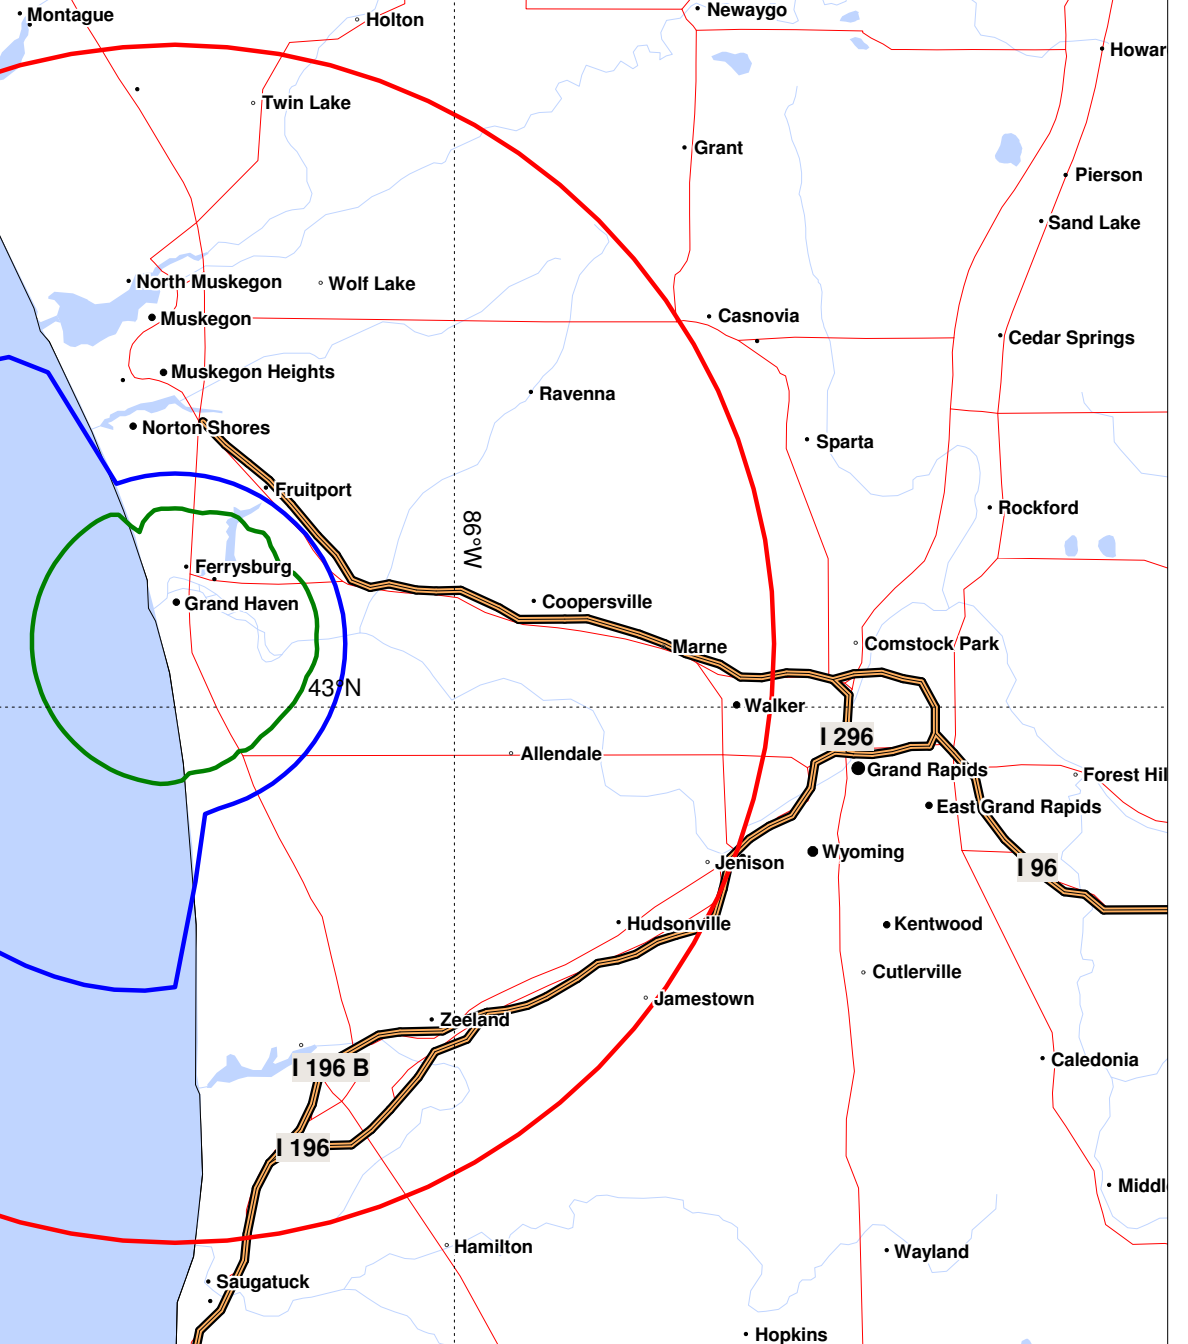 Montague
Holton
Newaygo
Howar
Twin Lake
Grant
Pierson
Sand Lake
North Muskegon
Wolf Lake
Muskegon
Casnovia
Cedar Springs
Muskegon Heights
Ravenna
Norton Shores
Sparta
Fruitport
Rockford
86°W
Ferrysburg
Grand Haven
Coopersville
Marne
Comstock Park
43°N
Walker
I 296
Allendale
Grand Rapids
Forest Hil
East Grand Rapids
Jenison
Wyoming
I 96
Hudsonville
Kentwood
Cutlerville
Jamestown
Zeeland
I 196 B
Caledonia
I 196
Middl
Hamilton
Wayland
Saugatuck
Hopkins